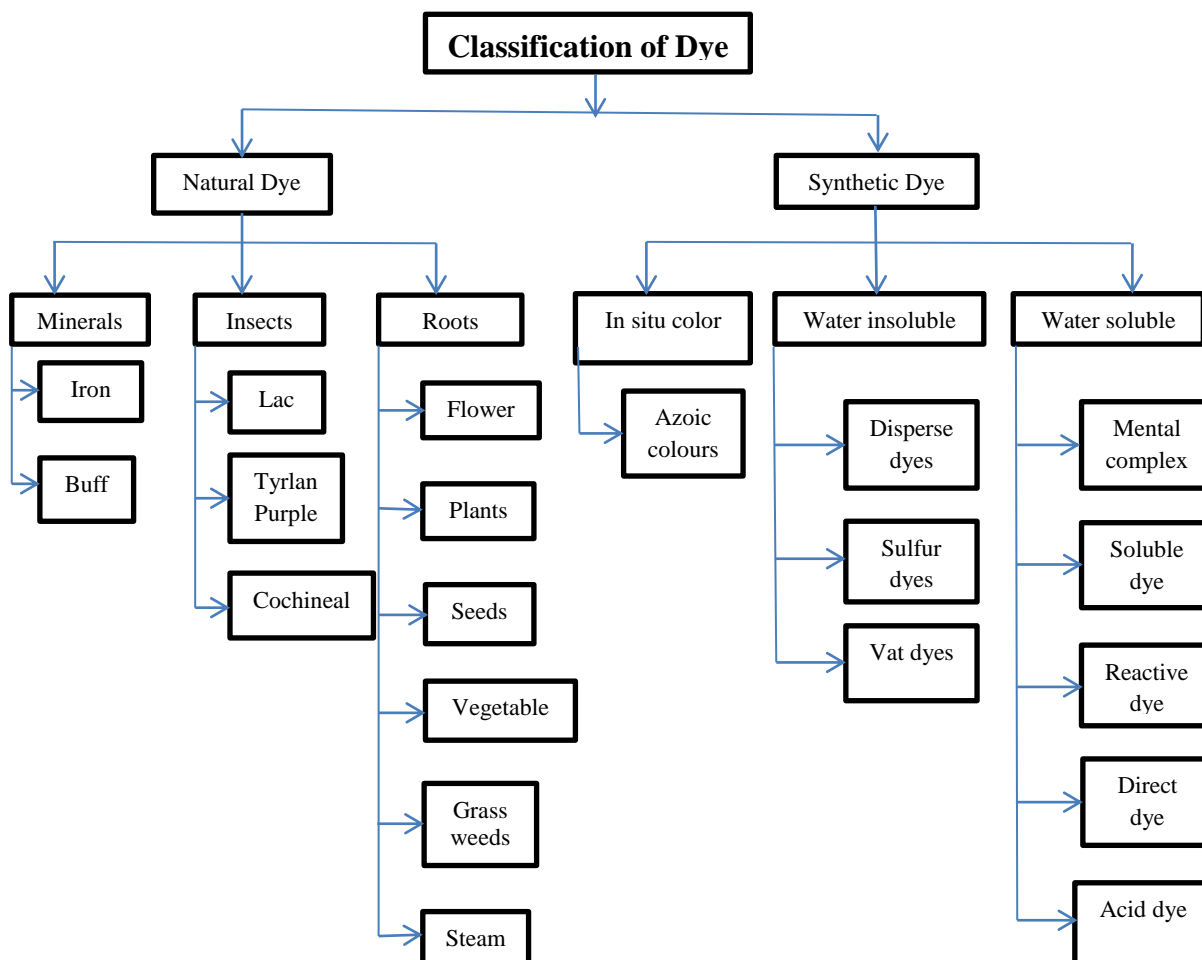 Classification of Dye
Natural Dye
Synthetic Dye
Minerals
Insects
Roots
In situ color
Water insoluble
Water soluble
Iron
Buff
Lac
Tyrlan
Purple
Cochineal
Flower
Plants
Seeds
Vegetable
Grass
weeds
Steam
Azoic
colours
Disperse
dyes
Sulfur
dyes
Vat dyes
Mental
complex
Soluble
dye
Reactive
dye
Direct
dye
Acid dye